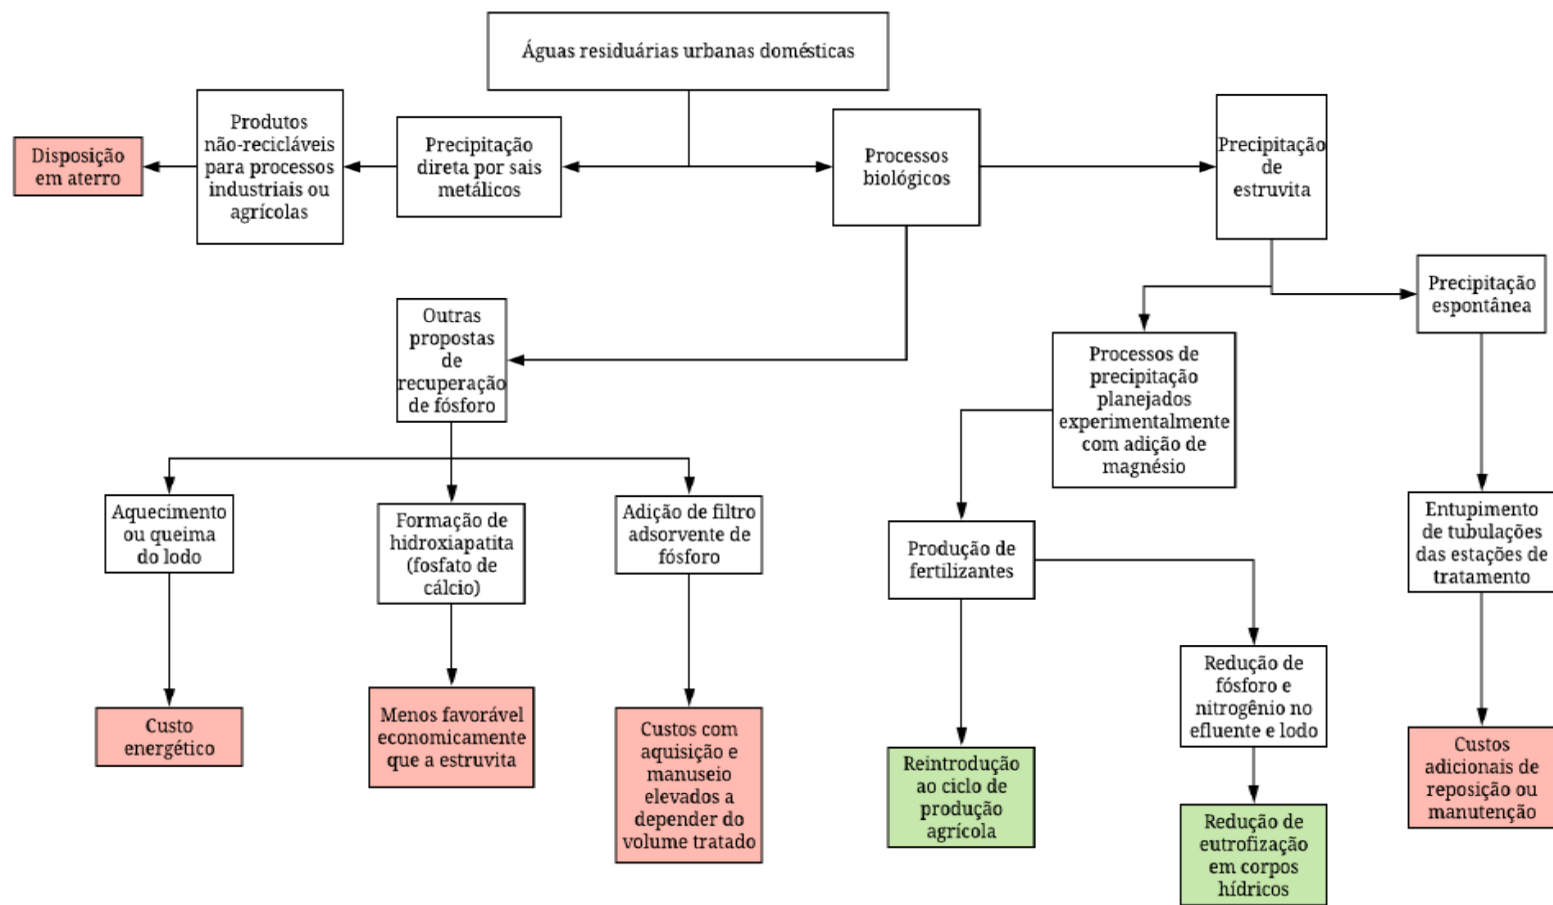 Águas residuárias urbanas domésticas
Disposição
em aterro
Produtos
não-recicláveis
para processos
industriais ou
agrícolas
Precipitação
direta por sais
metálicos
Processos
biológicos
Precipitação
de
estruvita
Precipitação
espontânea
Outras
propostas
de
recuperação
de fósforo
Processos de
precipitação
planejados
experimentalmente
com adição de
magnésio
Aquecimento
ou queima
do lodo
Formação de
hidroxiapatita
(fosfato de
cálcio)
Adição de filtro
adsorvente de
fósforo
Produção de
fertilizantes
Entupimento
de tubulações
das estações de
tratamento
Redução de
fósforo e
nitrogênio no
efluente e lodo
Custo
energético
Menos favorável
economicamente
que a estruvita
Custos com
aquisição e
manuseio
elevados a
depender do
volume tratado
Reintrodução
ao ciclo de
produção
agrícola
Redução de
eutrofização
em corpos
hídricos
Custos
adicionais de
reposição ou
manutenção